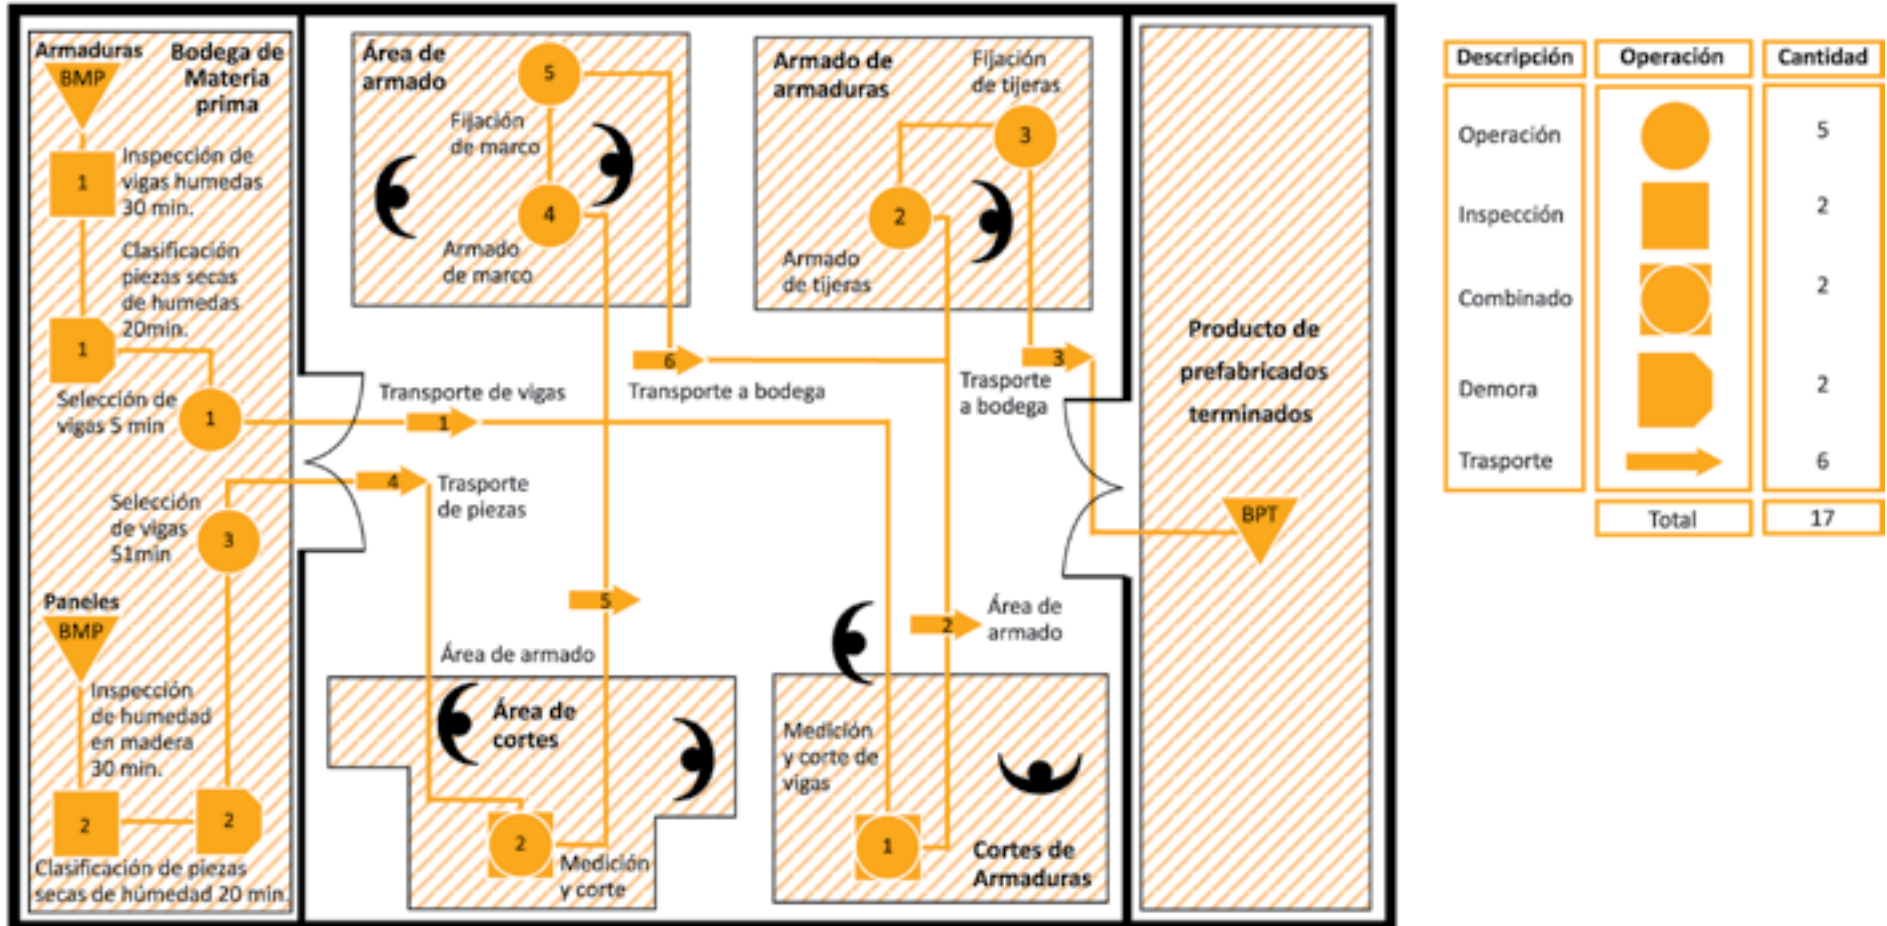 Armaduras
BMP
Bodega de
Materia
prima
1
Inspección de
vigas humedas
30 min.
Clasificación
piezas secas
de humedas
20min.
1
Selección de
vigas 5 min
1
Selección
de vigas
51min
3
Paneles
BMP
Inspección
de humedad
en madera
30 min.
2
2
Clasificación de piezas
secas de húmedad 20 min.
Área de
armado
5
Fijación
de marco
4
Armado
de marco
Armado de
armaduras
Fijación
de tijeras
3
2
Armado
de tijeras
Transporte de vigas
1
6
Transporte a bodega
3
Trasporte
a bodega
4
Trasporte
de piezas
5
Área de armado
2
Área de
armado
Área de
cortes
2
Medición
y corte
Medición
y corte de
vigas
1
Cortes de
Armaduras
Producto de
prefabricados
terminados
BPT
Descripción Operación Cantidad
Operación 5
Inspección 2
Combinado 2
Demora 2
Trasporte 6
Total 17